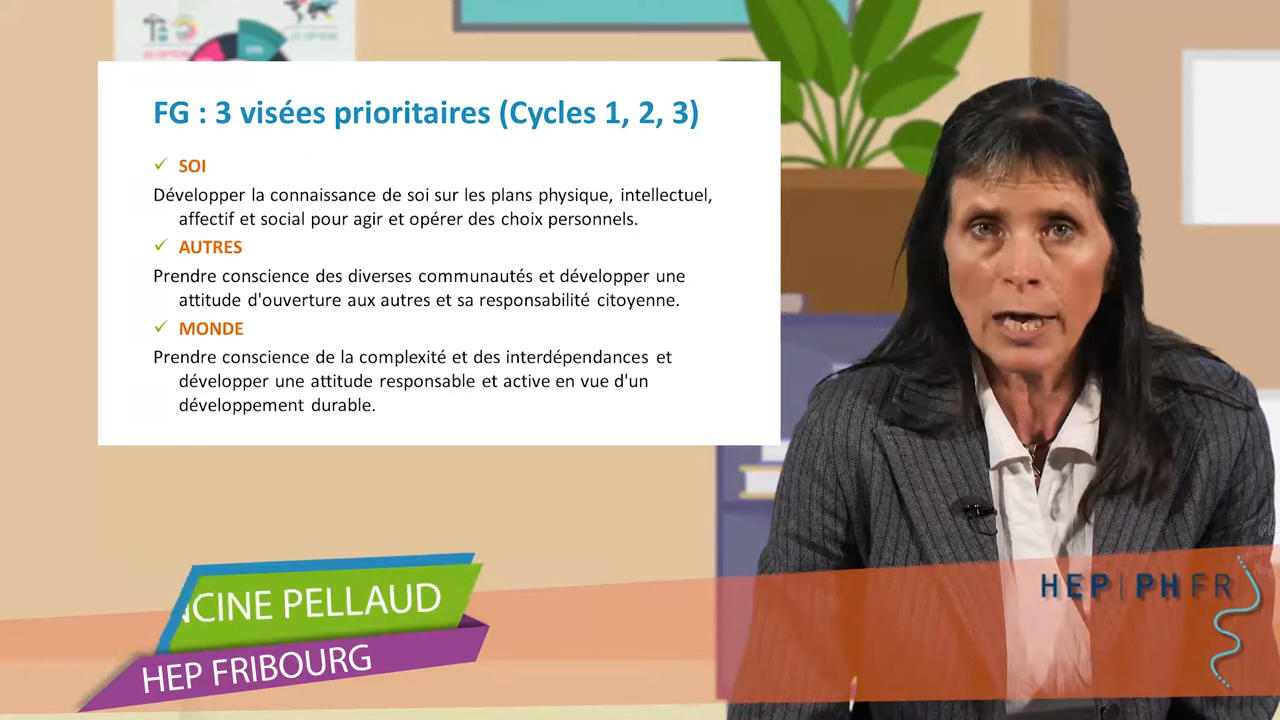 FG : 3 visées prioritaires (Cycles 1, 2, 3)
✓ SOI
Développer la connaissance de soi sur les plans physique, intellectuel,
affectif et social pour agir et opérer des choix personnels.
✓ AUTRES
Prendre conscience des diverses communautés et développer une
attitude d'ouverture aux autres et sa responsabilité citoyenne.
✓ MONDE
Prendre conscience de la complexité et des interdépendances et
développer une attitude responsable et active en vue d'un
développement durable.
NCINE PELLAUD
HEP FRIBOURG
HEP | PH FR